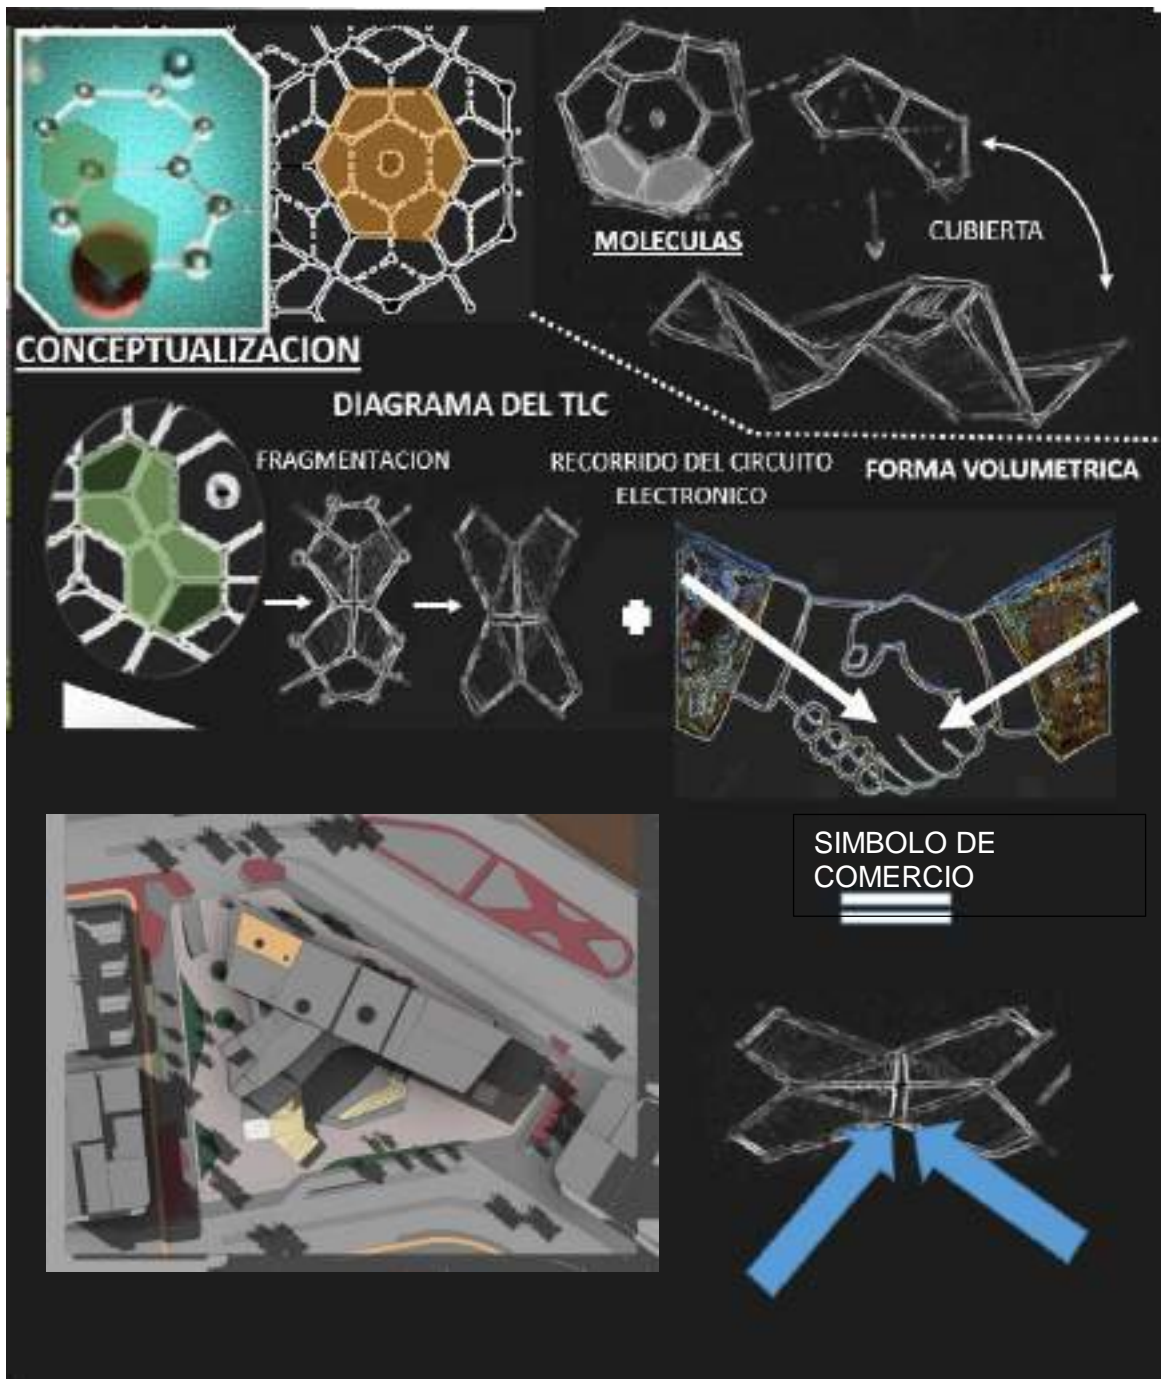 MOLECULAS
CUBIERTA
CONCEPTUALIZACION
DIAGRAMA DEL TLC
FRAGMENTACION
RECORRIDO DEL CIRCUITO
ELECTRONICO
FORMA VOLUMETRICA
SIMBOLO DE
COMERCIO